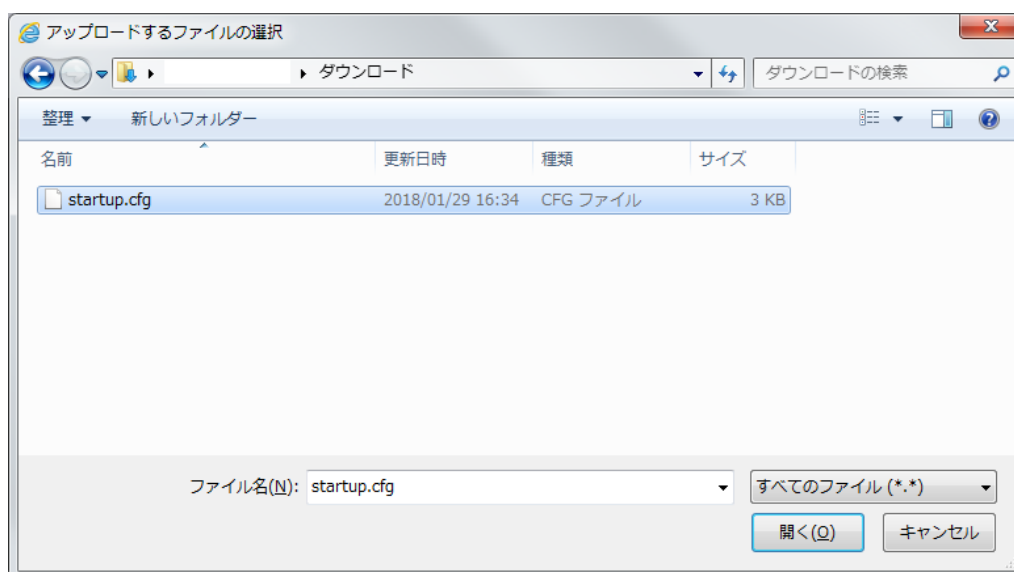 アップロードするファイルの選択
ダウンロード
ダウンロードの検索
整理
新しいフォルダー
名前 更新日時 種類 サイズ
startup.cfg 2018/01/29 16:34 CFG ファイル 3 KB
ファイル名(N): startup.cfg すべてのファイル (*.*)
開く(O) キャンセル